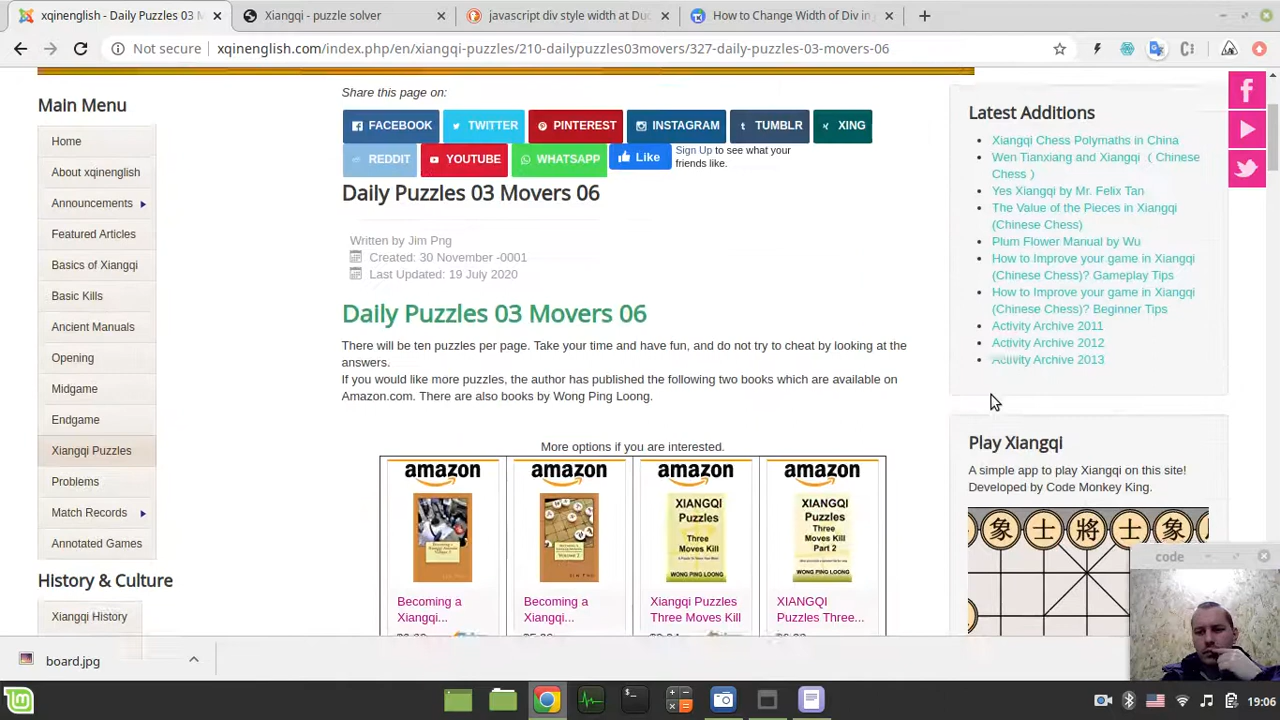 xqinenglish - Daily Puzzles 03 M
Xiangqi - puzzle solver
javascript div style width at Duc
How to Change Width of Div in J
Not secure
xqinenglish.com/index.php/en/xiangqi-puzzles/210-dailypuzzles03movers/327-daily-puzzles-03-movers-06
Share this page on:
FACEBOOK
TWITTER
PINTEREST
INSTAGRAM
TUMBLR
XING
REDDIT
YOUTUBE
WHATSAPP
Like
Sign Up to see what your
friends like.
Main Menu
Home
About xqinenglish
Announcements
Featured Articles
Basics of Xiangqi
Basic Kills
Ancient Manuals
Opening
Midgame
Endgame
Xiangqi Puzzles
Problems
Match Records
Annotated Games
History & Culture
Xiangqi History
Daily Puzzles 03 Movers 06
Written by Jim Png
Created: 30 November -0001
Last Updated: 19 July 2020
Daily Puzzles 03 Movers 06
There will be ten puzzles per page. Take your time and have fun, and do not try to cheat by looking at the
answers.
If you would like more puzzles, the author has published the following two books which are available on
Amazon.com. There are also books by Wong Ping Loong.
More options if you are interested.
amazon
Becoming a
Xiangqi...
amazon
Becoming a
Xiangqi...
amazon
XIANGQI
Puzzles
Three
Moves Kill
WONG PING LOONG
Xiangqi Puzzles
Three Moves Kill
amazon
XIANGQI
Puzzles
Three
Moves Kill
Part 2
WONG PING LOONG
XIANGQI
Puzzles Three...
Latest Additions
Xiangqi Chess Polymaths in China
Wen Tianxiang and Xiangqi （ Chinese
Chess ）
Yes Xiangqi by Mr. Felix Tan
The Value of the Pieces in Xiangqi
(Chinese Chess)
Plum Flower Manual by Wu
How to Improve your game in Xiangqi
(Chinese Chess)? Gameplay Tips
How to Improve your game in Xiangqi
(Chinese Chess)? Beginner Tips
Activity Archive 2011
Activity Archive 2012
Activity Archive 2013
Play Xiangqi
A simple app to play Xiangqi on this site!
Developed by Code Monkey King.
象 士 將 士 象
code
board.jpg
19:06